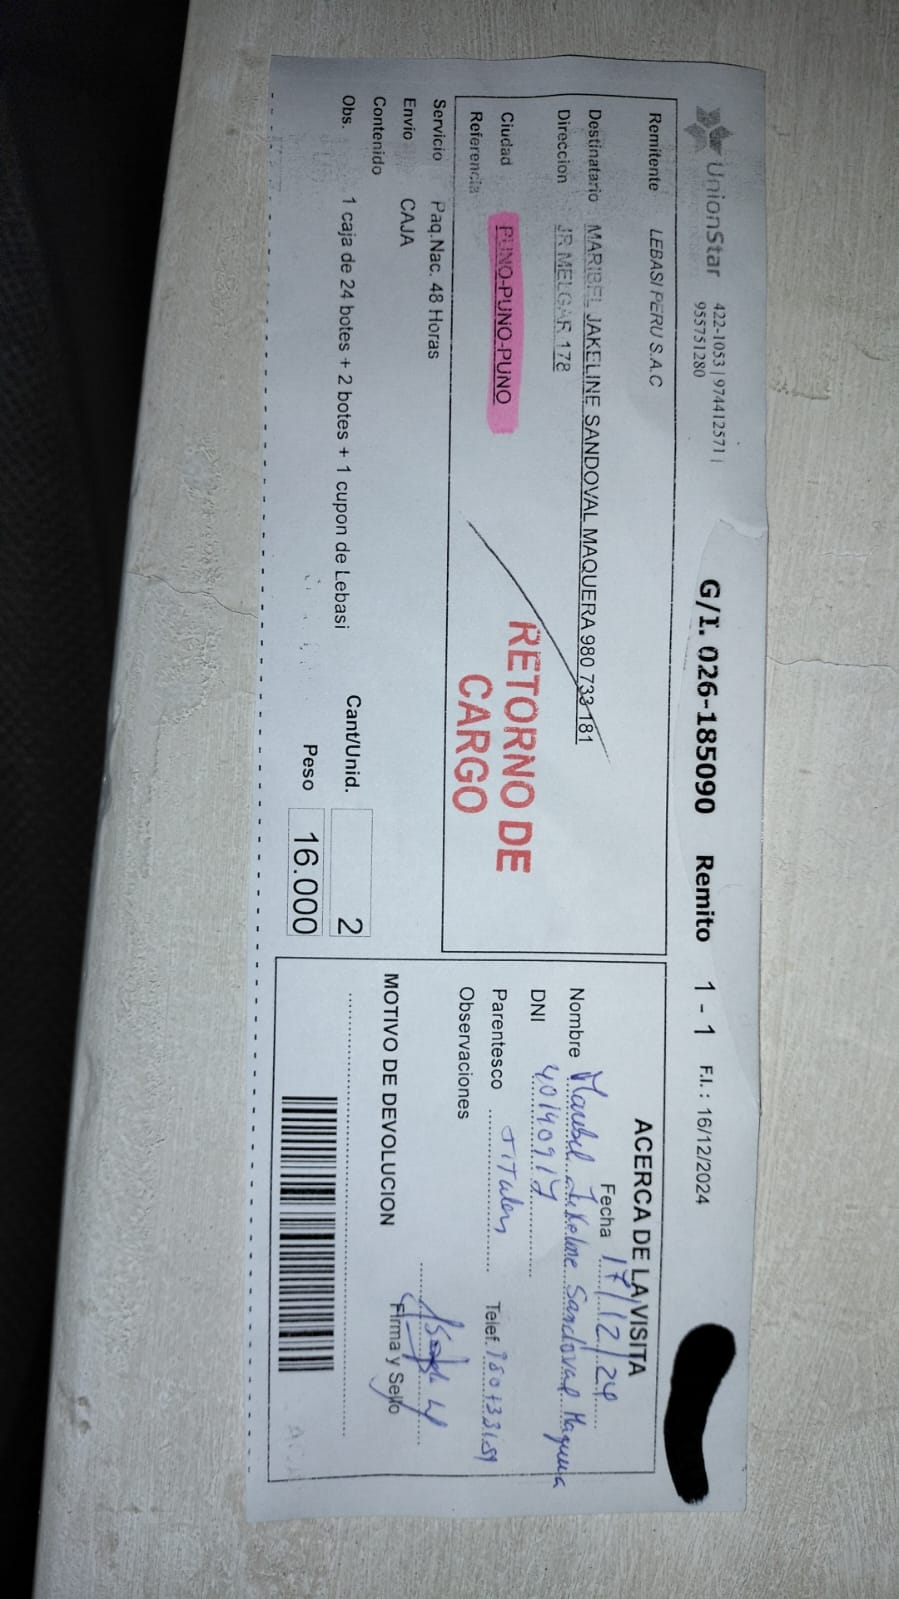 UnionStar 422-1053 | 974412571 |
955751280
G/I. 026-185090 Remito 1 - 1 F.I.: 16/12/2024
Remitente LEBASI PERU S.A.C
Destinatario MARIBEL JAKELINE SANDOVAL MAQUERA 980 733 181
Direccion JR MELGAR 178
Ciudad PUNO-PUNO-PUNO
Referencia
RETORNO DE
CARGO
Servicio Paq.Nac. 48 Horas
Envio CAJA
Contenido
Obs. 1 caja de 24 botes + 2 botes + 1 cupon de Lebasi
Cant/Unid. 2
Peso 16.000
ACERCA DE LA VISITA
Fecha 17/12/24
Nombre Maribel Jakeline Sandoval Maquera
DNI 40140917
Parentesco TITular Telef. 980733181
Observaciones
MOTIVO DE DEVOLUCION
Firma y Sello